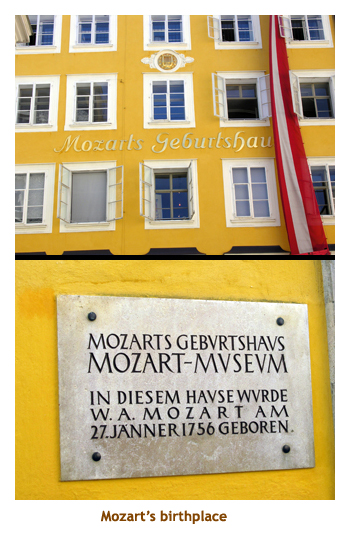 Mozarts Geburtshau
MOZARTS GEBVRTSHAVS
MOZART-MVSEVM
IN DIESEM HAVSE WVRDE
W. A. MOZART AM
27. JÄNNER 1756 GEBOREN.
Mozart's birthplace